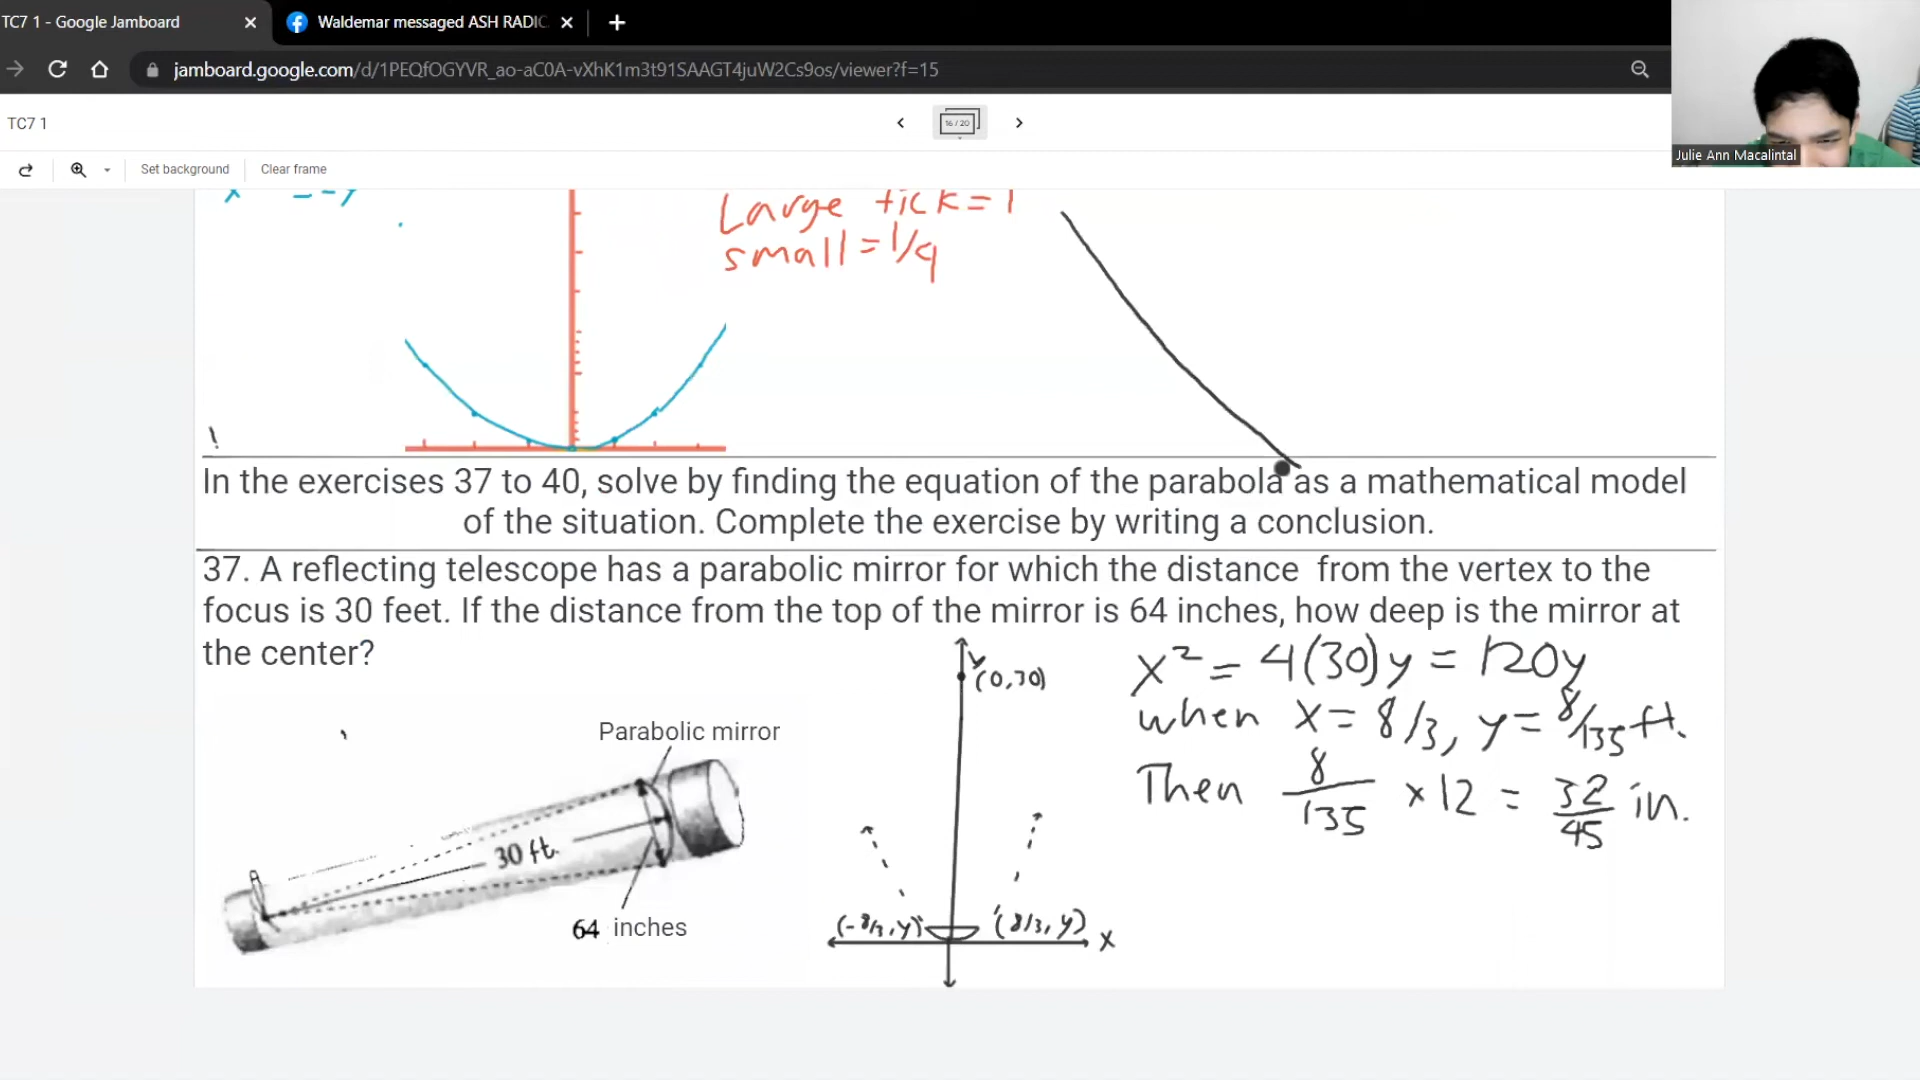 TC7 1 - Google Jamboard
Waldemar messaged ASH RADIC
jamboard.google.com/d/1PEQfOGYVR_ao-aC0A-vXhK1m3t91SAAGT4juW2Cs9os/viewer?f=15
Julie Ann Macalintal
TC7 1
16 / 20
Set background
Clear frame
x = -y
Large tick = 1
small = 1/4
In the exercises 37 to 40, solve by finding the equation of the parabola as a mathematical model
of the situation. Complete the exercise by writing a conclusion.
37. A reflecting telescope has a parabolic mirror for which the distance from the vertex to the
focus is 30 feet. If the distance from the top of the mirror is 64 inches, how deep is the mirror at
the center?
Parabolic mirror
30 ft.
64 inches
y
(0,30)
(-8/3, y)
(8/3, y)
x
x² = 4(30)y = 120y
when x = 8/3, y = 8/135 ft.
Then 8/135 × 12 = 32/45 in.